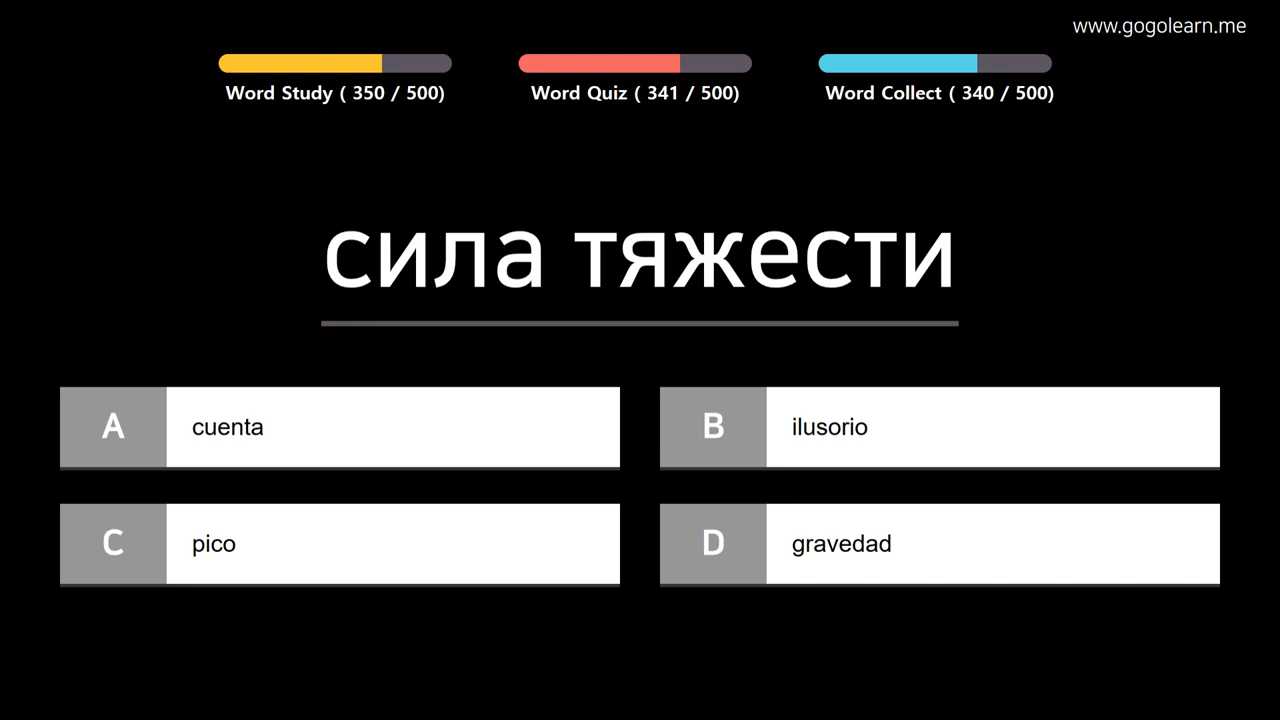 www.gogolearn.me
Word Study ( 350 / 500)
Word Quiz ( 341 / 500)
Word Collect ( 340 / 500)
сила тяжести
A cuenta
B ilusorio
C pico
D gravedad